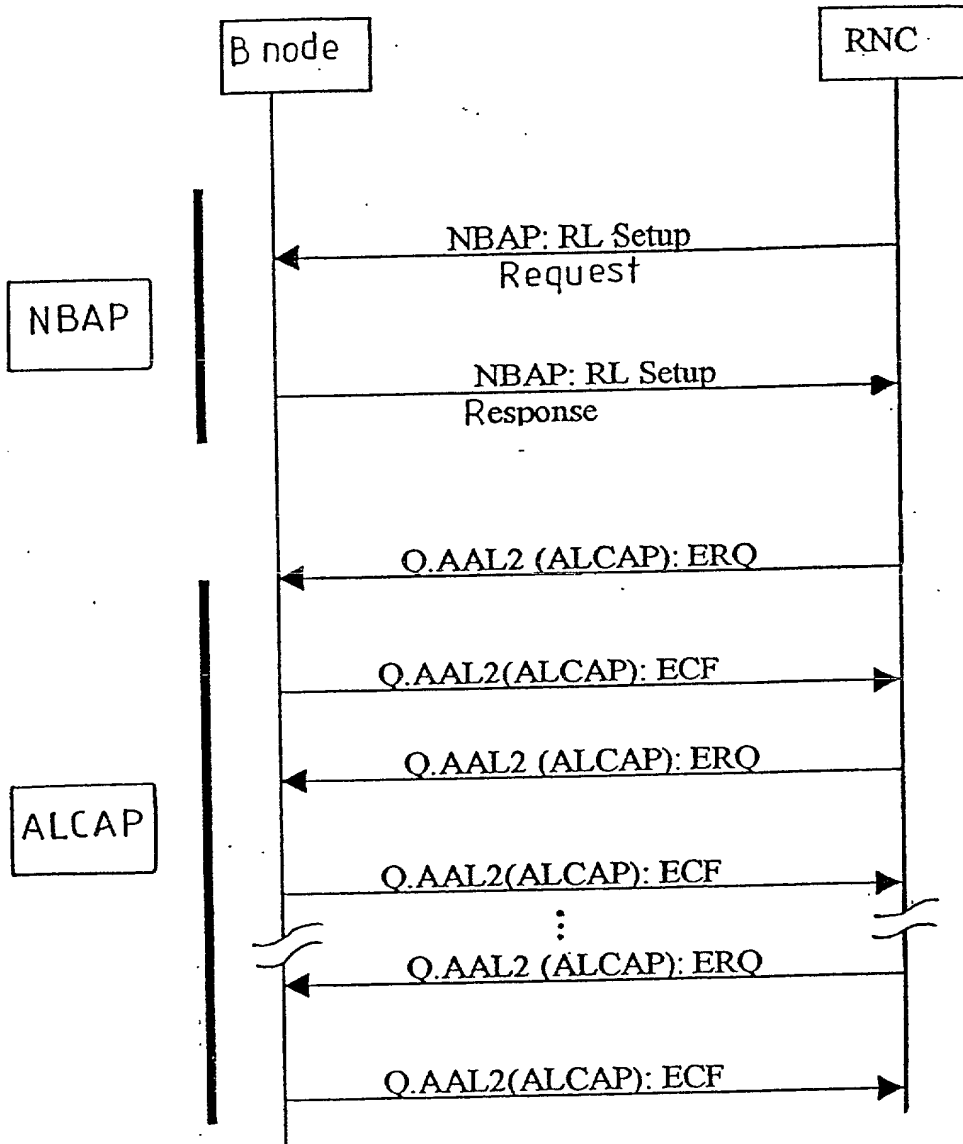 B node
RNC
NBAP: RL Setup
Request
NBAP
NBAP: RL Setup
Response
Q.AAL2 (ALCAP): ERQ
Q.AAL2(ALCAP): ECF
Q.AAL2 (ALCAP): ERQ
ALCAP
Q.AAL2(ALCAP): ECF
Q.AAL2 (ALCAP): ERQ
Q.AAL2(ALCAP): ECF